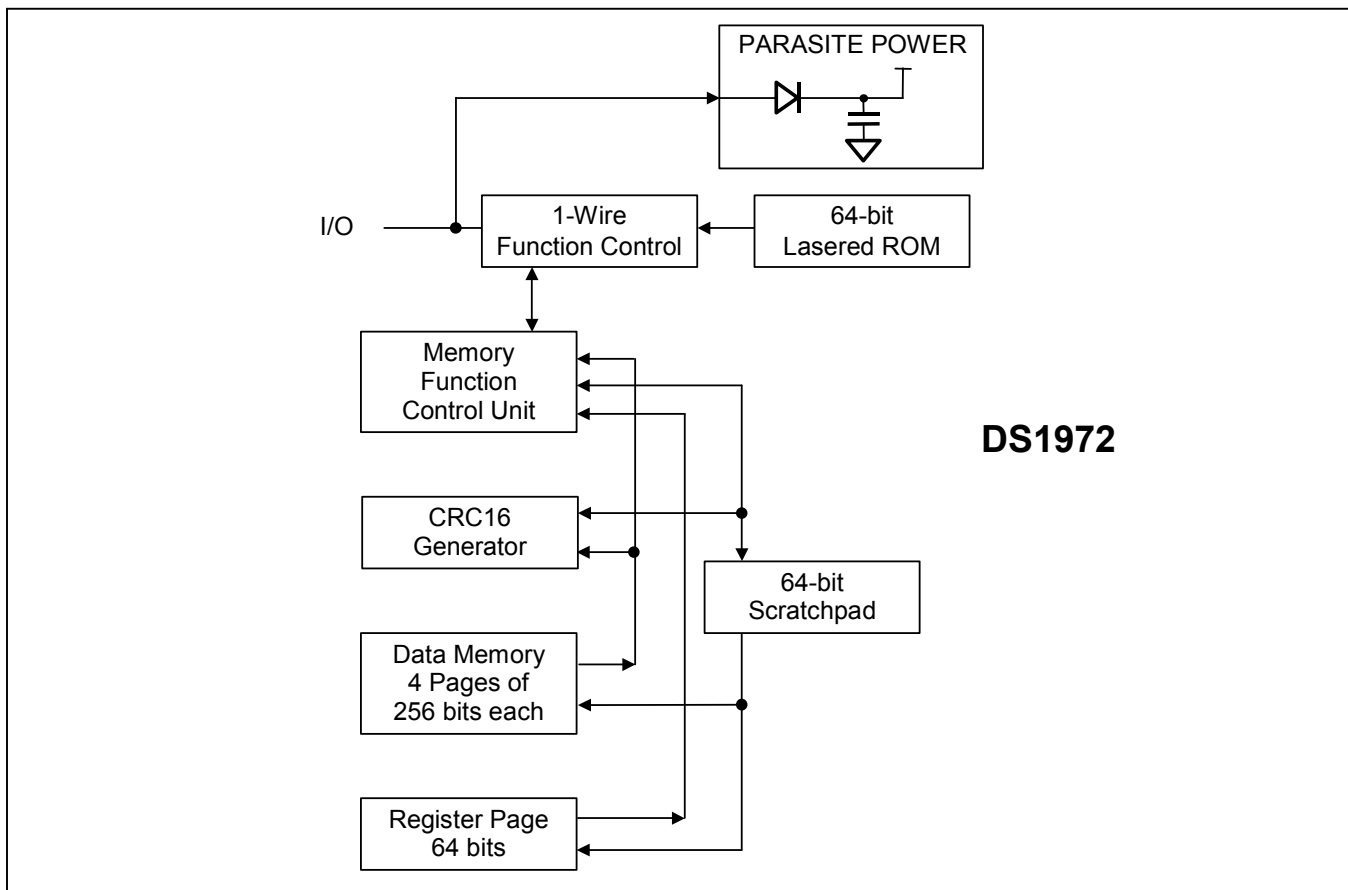 PARASITE POWER
I/O
1-Wire
Function Control
64-bit
Lasered ROM
Memory
Function
Control Unit
DS1972
CRC16
Generator
64-bit
Scratchpad
Data Memory
4 Pages of
256 bits each
Register Page
64 bits